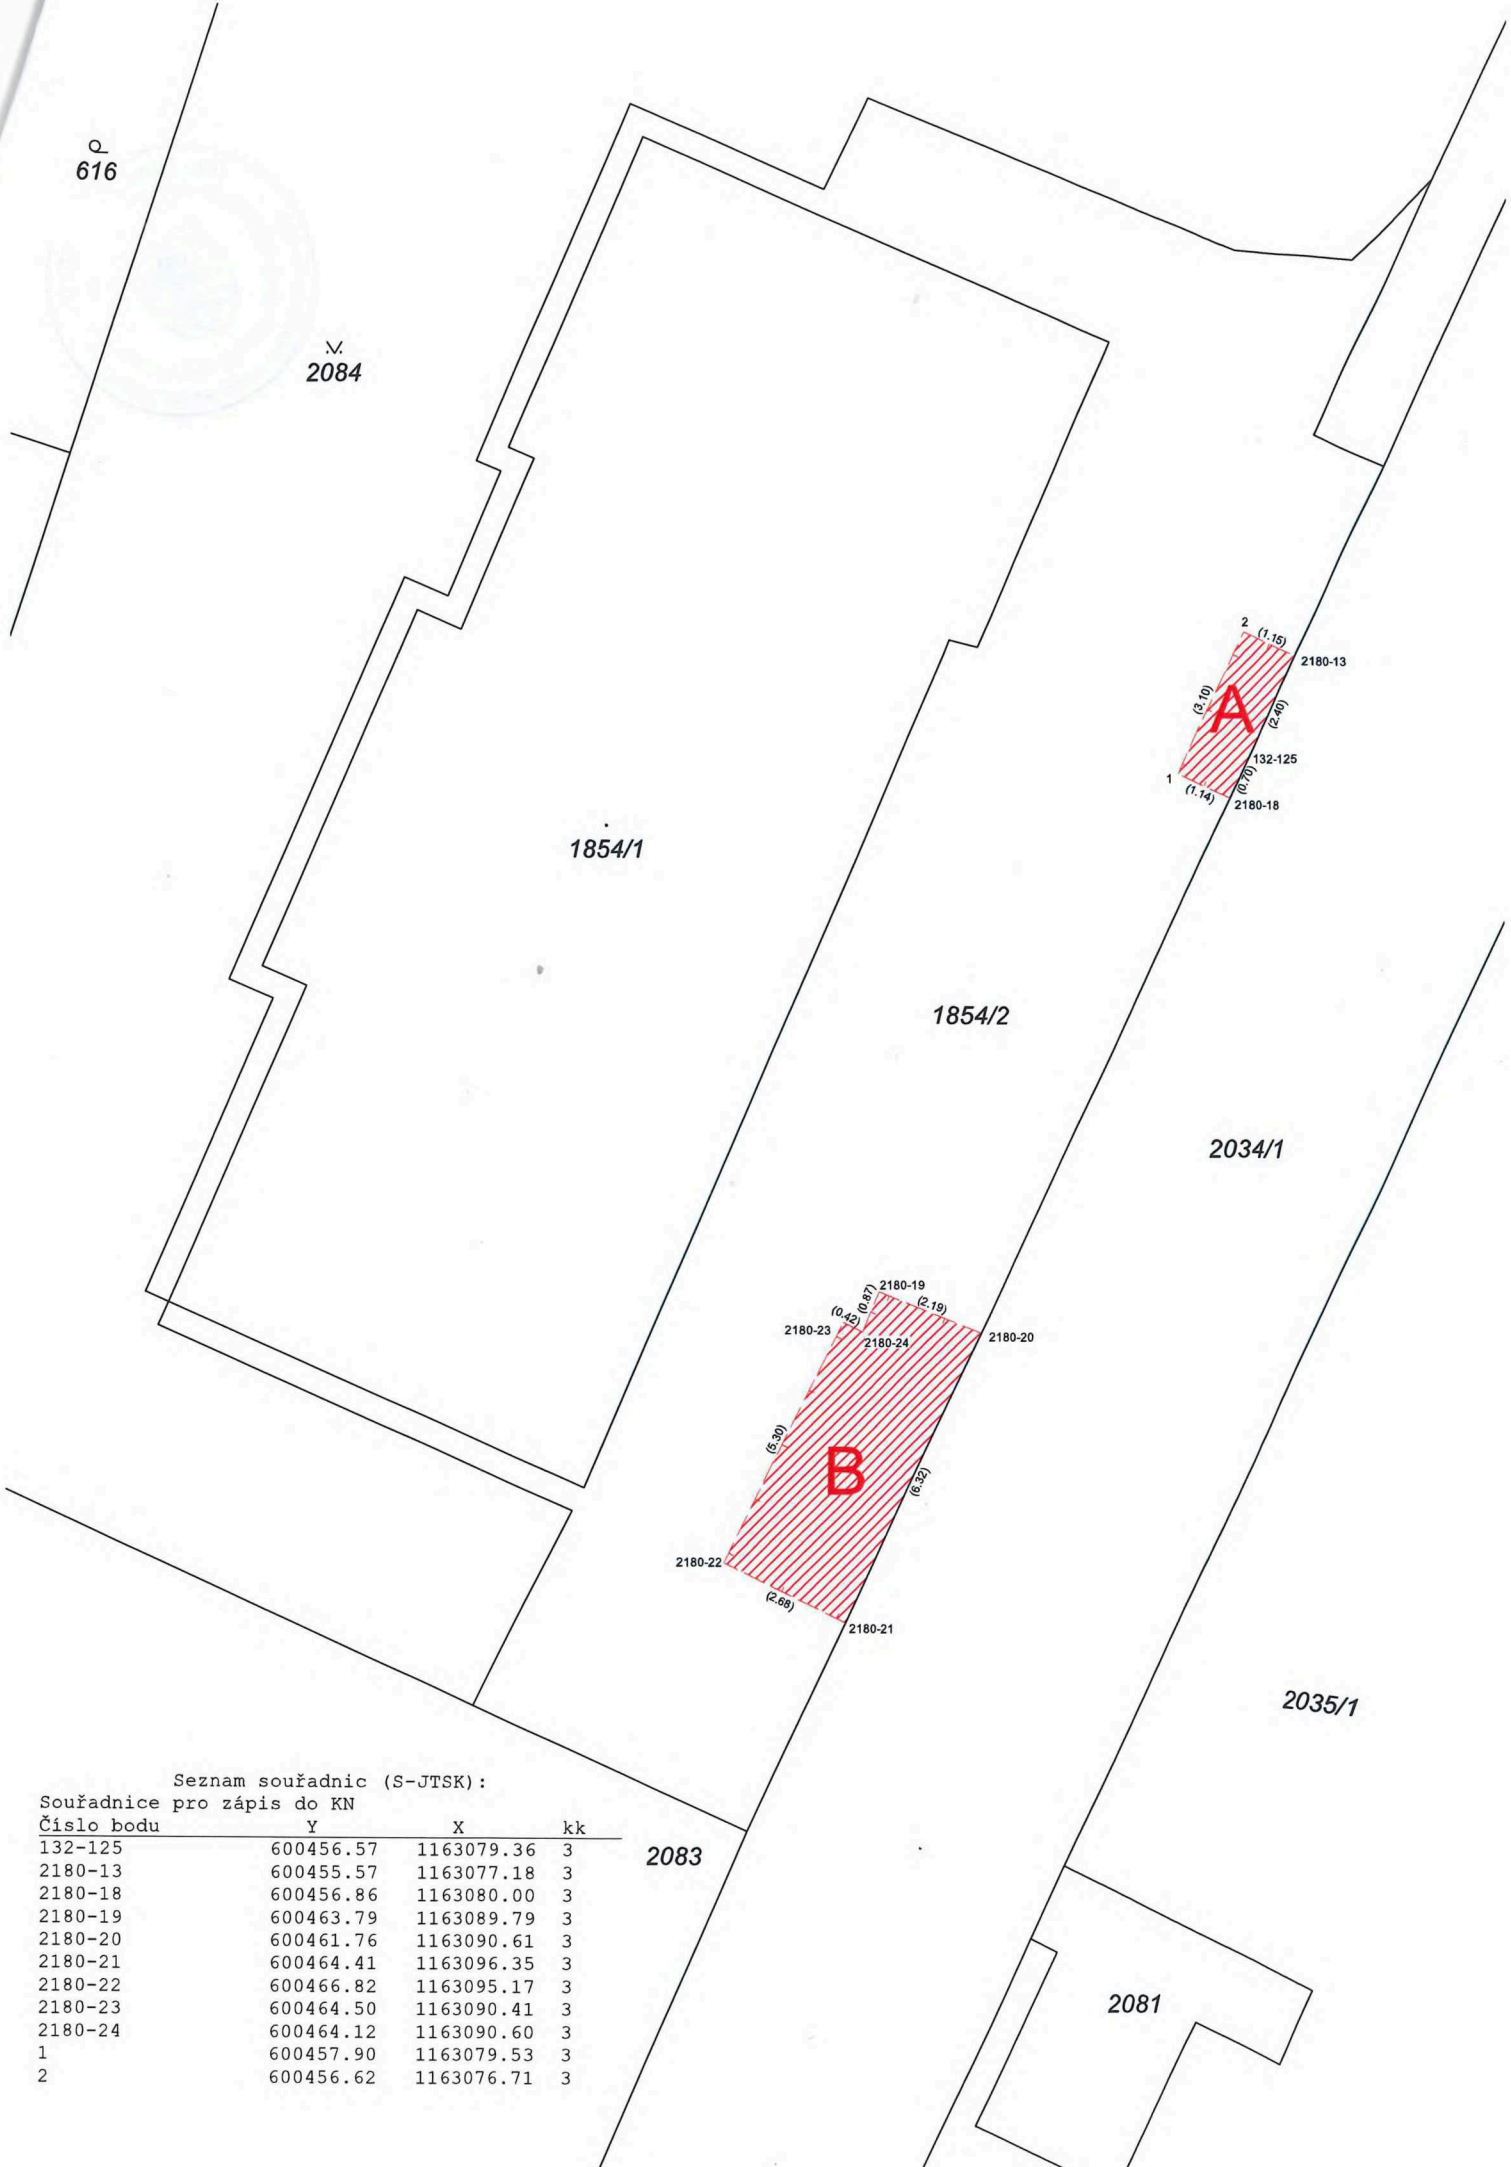 616
2084
2
(1.15)
2180-13
(3.10)
A
(2.40)
132-125
1
(0.70)
(1.14)
2180-18
1854/1
1854/2
2034/1
2180-19
(0.87)
(2.19)
(0.42)
2180-23
2180-24
2180-20
(5.30)
B
(6.32)
2180-22
(2.68)
2180-21
2035/1
Seznam souřadnic (S-JTSK):
Souřadnice pro zápis do KN
Číslo bodu Y X kk
132-125 600456.57 1163079.36 3
2180-13 600455.57 1163077.18 3
2180-18 600456.86 1163080.00 3
2180-19 600463.79 1163089.79 3
2180-20 600461.76 1163090.61 3
2180-21 600464.41 1163096.35 3
2180-22 600466.82 1163095.17 3
2180-23 600464.50 1163090.41 3
2180-24 600464.12 1163090.60 3
1 600457.90 1163079.53 3
2 600456.62 1163076.71 3
2083
2081